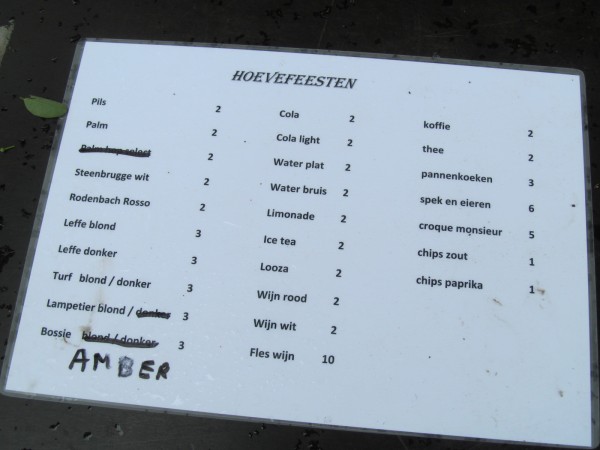 HOEVEFEESTEN
Pils 2
Palm 2
Palm hop select 2
Steenbrugge wit 2
Rodenbach Rosso 2
Leffe blond 3
Leffe donker 3
Turf blond / donker 3
Lampetier blond / donker 3
Bossie blond / donker 3
AMBER
Cola 2
Cola light 2
Water plat 2
Water bruis 2
Limonade 2
Ice tea 2
Looza 2
Wijn rood 2
Wijn wit 2
Fles wijn 10
koffie 2
thee 2
pannenkoeken 3
spek en eieren 6
croque monsieur 5
chips zout 1
chips paprika 1